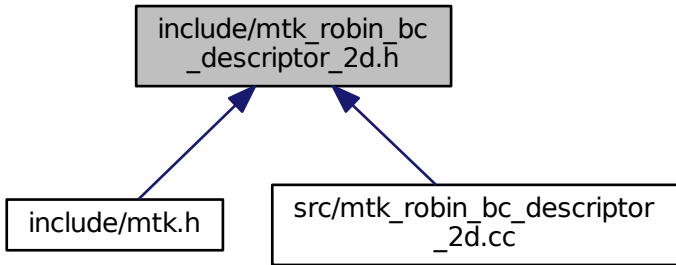 include/mtk_robin_bc
_descriptor_2d.h
include/mtk.h
src/mtk_robin_bc_descriptor
_2d.cc